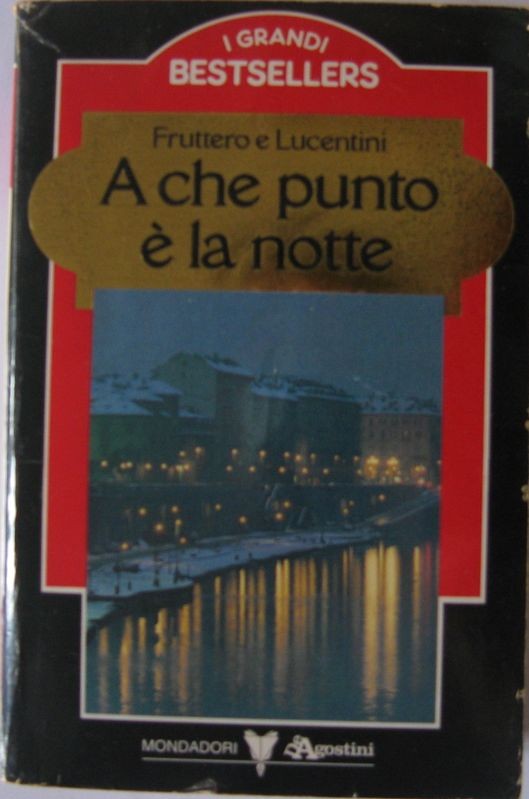 I GRANDI
BESTSELLERS
Fruttero e Lucentini
A che punto
è la notte
MONDADORI DeAgostini